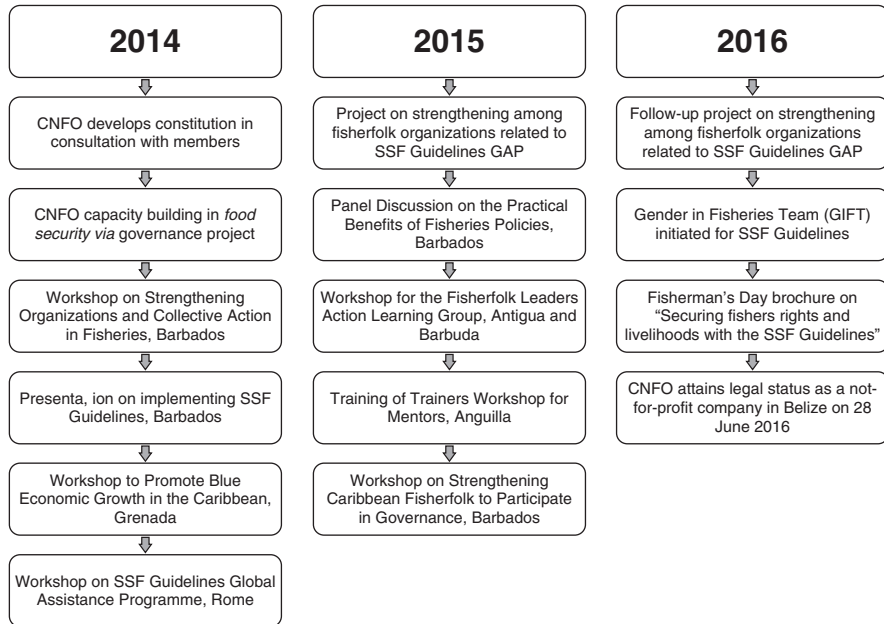 2014
CNFO develops constitution in
consultation with members
CNFO capacity building in food
security via governance project
Workshop on Strengthening
Organizations and Collective Action
in Fisheries, Barbados
Presenta, ion on implementing SSF
Guidelines, Barbados
Workshop to Promote Blue
Economic Growth in the Caribbean,
Grenada
Workshop on SSF Guidelines Global
Assistance Programme, Rome
2015
Project on strengthening among
fisherfolk organizations related to
SSF Guidelines GAP
Panel Discussion on the Practical
Benefits of Fisheries Policies,
Barbados
Workshop for the Fisherfolk Leaders
Action Learning Group, Antigua and
Barbuda
Training of Trainers Workshop for
Mentors, Anguilla
Workshop on Strengthening
Caribbean Fisherfolk to Participate
in Governance, Barbados
2016
Follow-up project on strengthening
among fisherfolk organizations
related to SSF Guidelines GAP
Gender in Fisheries Team (GIFT)
initiated for SSF Guidelines
Fisherman's Day brochure on
“Securing fishers rights and
livelihoods with the SSF Guidelines”
CNFO attains legal status as a not-
for-profit company in Belize on 28
June 2016